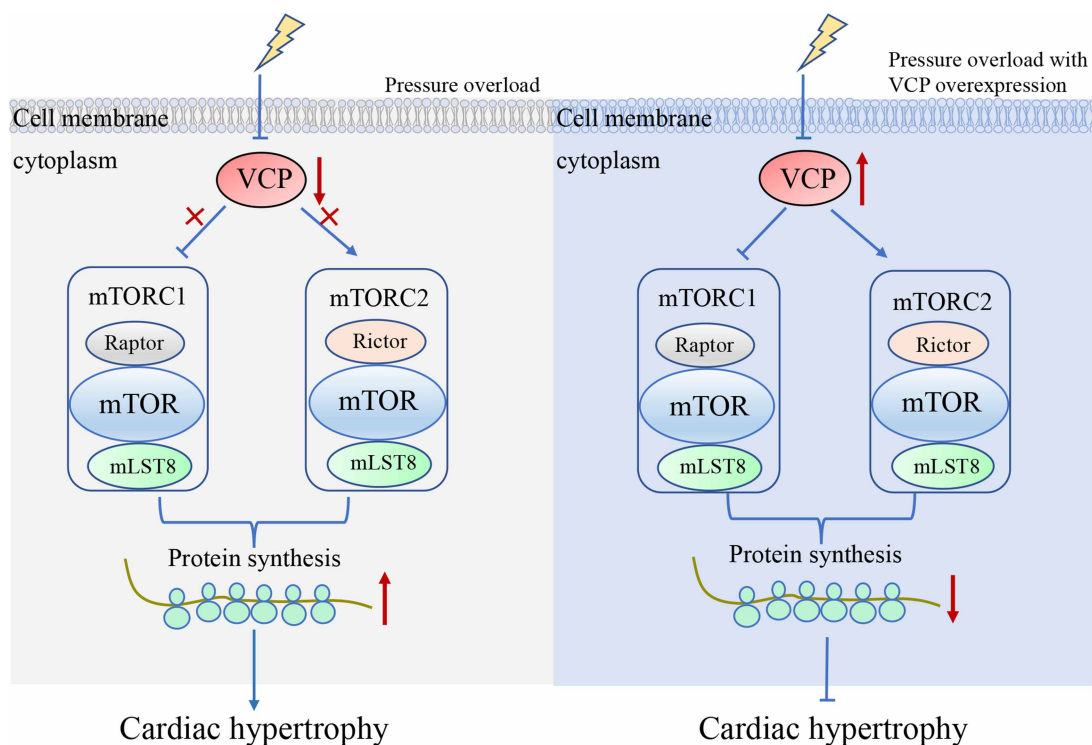 Pressure overload
Cell membrane
cytoplasm
VCP
mTORC1
Raptor
mTOR
mLST8
mTORC2
Rictor
mTOR
mLST8
Protein synthesis
Cardiac hypertrophy
Pressure overload with
VCP overexpression
Cell membrane
cytoplasm
VCP
mTORC1
Raptor
mTOR
mLST8
mTORC2
Rictor
mTOR
mLST8
Protein synthesis
Cardiac hypertrophy